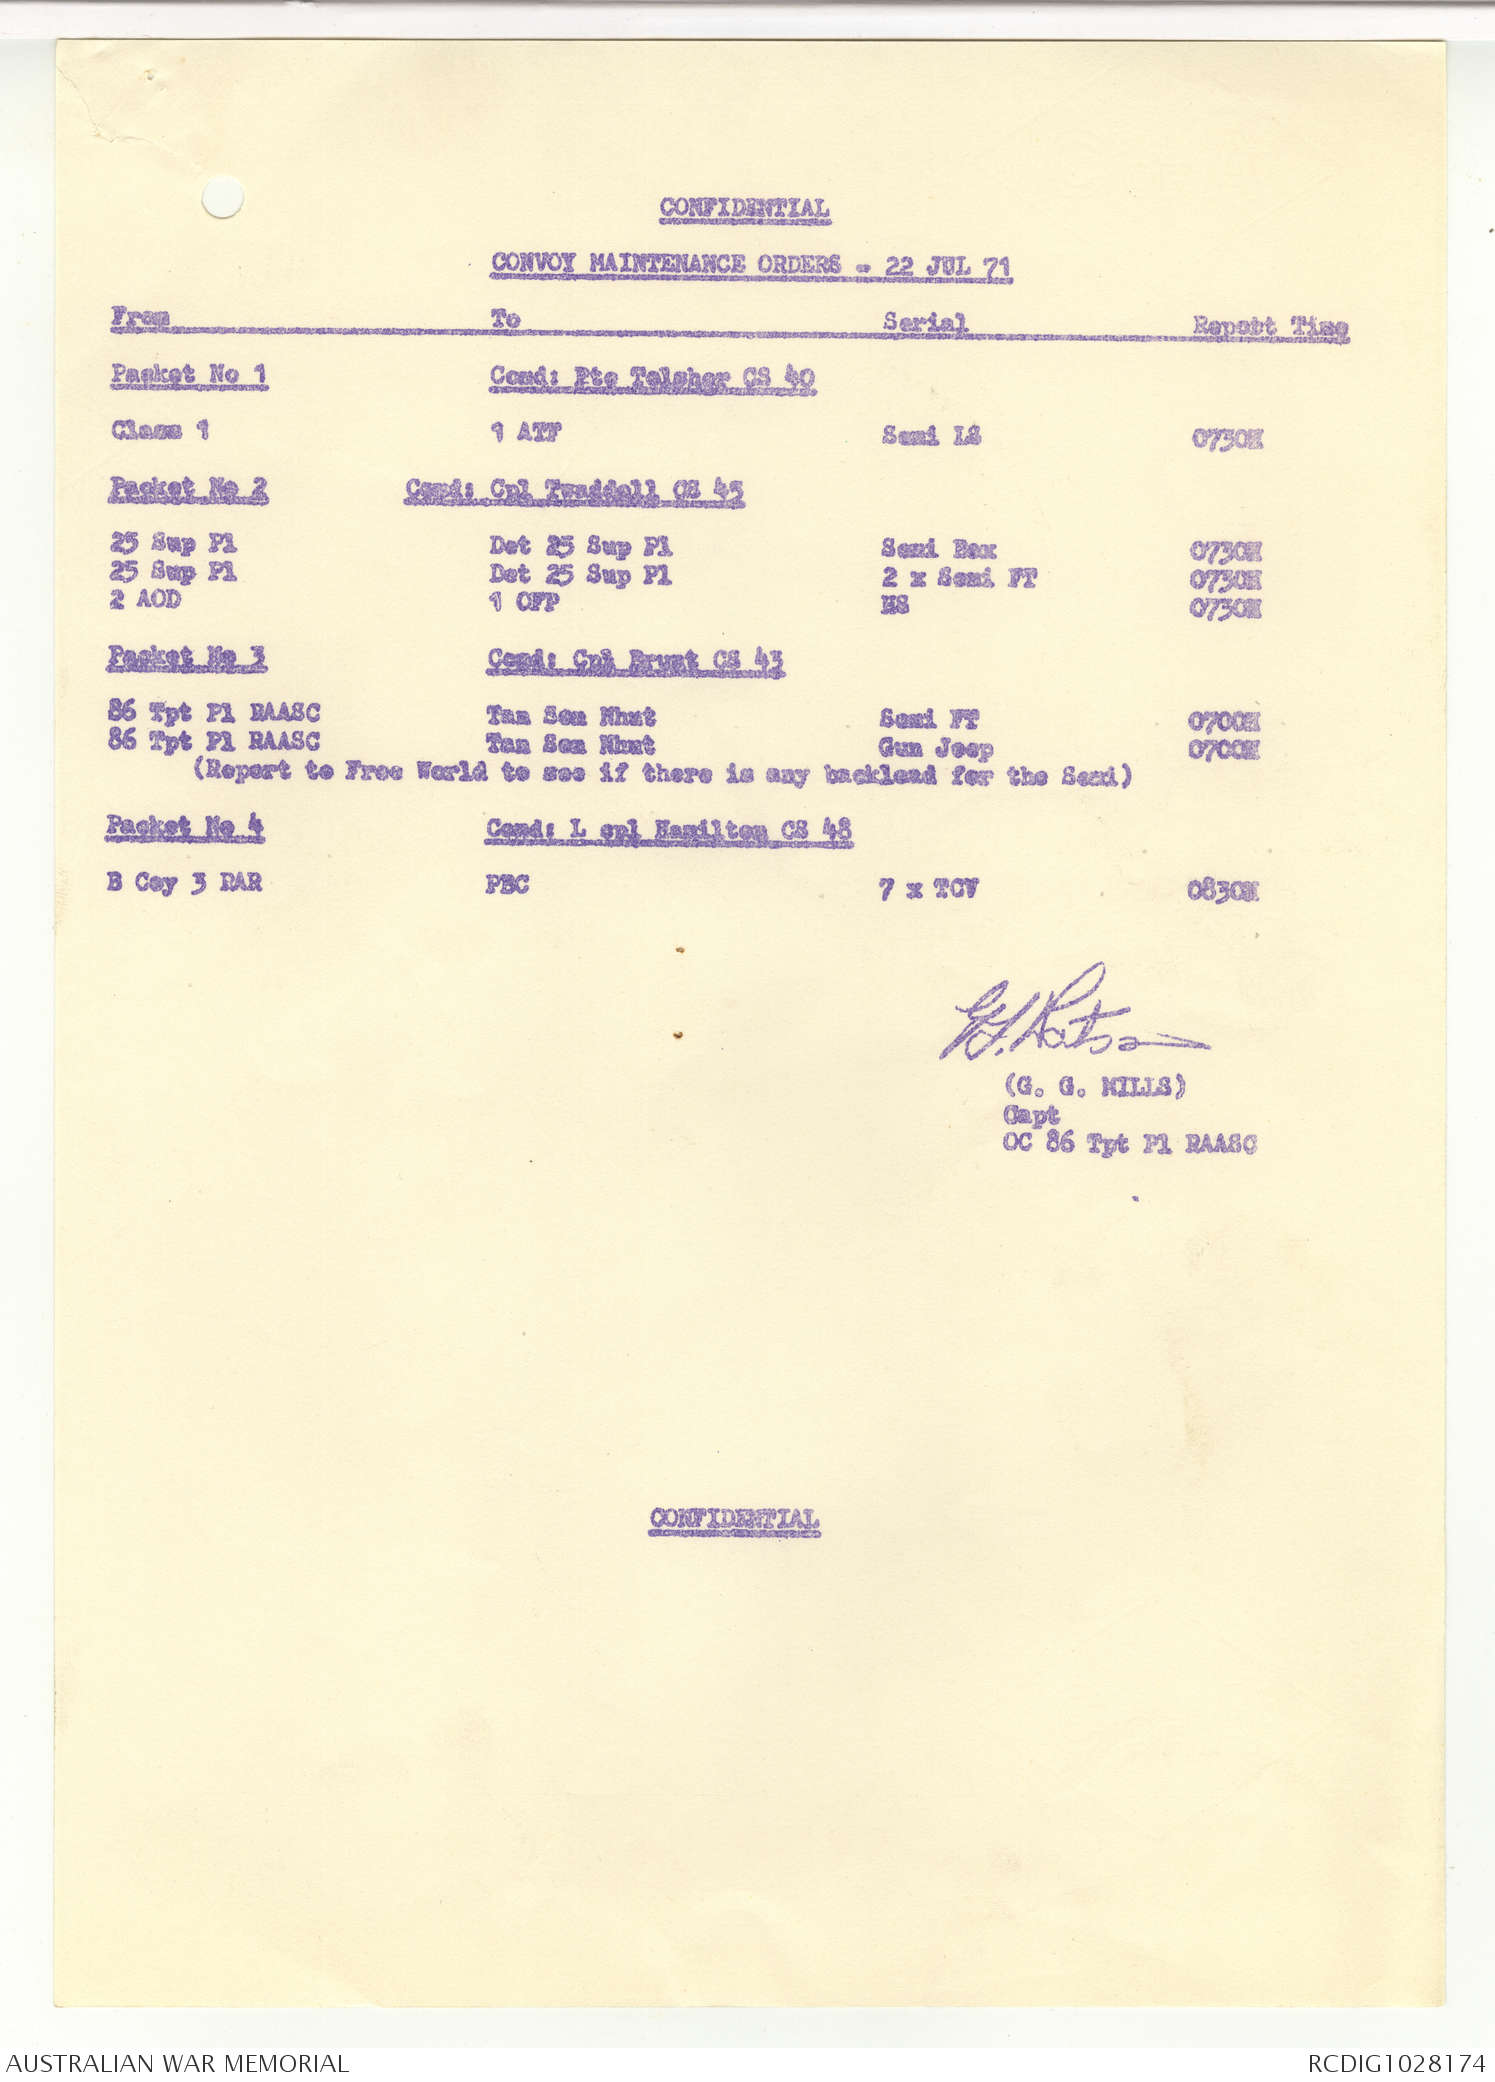 CONFIDENTIAL
CONVOY MAINTENANCE ORDERS - 22 JUL 71
From To Serial Repott Time
Packet No 1 Comd: Pte Telsher CS 40
Class 1 1 ATF Semi LS 0730H
Packet No 2 Comd: Cpl Twaddell CS 45
25 Sup Pl Det 25 Sup Pl Semi Box 0730H
25 Sup Pl Det 25 Sup Pl 2 x Semi FT 0730H
2 AOD 1 OFP 0730H
Packet No 3 Comd: Cpl Brunt CS 43
86 Tpt Pl RAASC Tan Son Nhut Semi FT 0700H
86 Tpt Pl RAASC Tan Son Nhut Gun Jeep 0700H
(Report to Free World to see if there is any backload for the Semi)
Packet No 4 Comd: L cpl Hamilton CS 48
B Coy 3 RAR 7 x TCV 0830H
(G. G. MILLS)
Capt
OC 86 Tpt Pl RAASC
CONFIDENTIAL
AUSTRALIAN WAR MEMORIAL RCDIG1028174